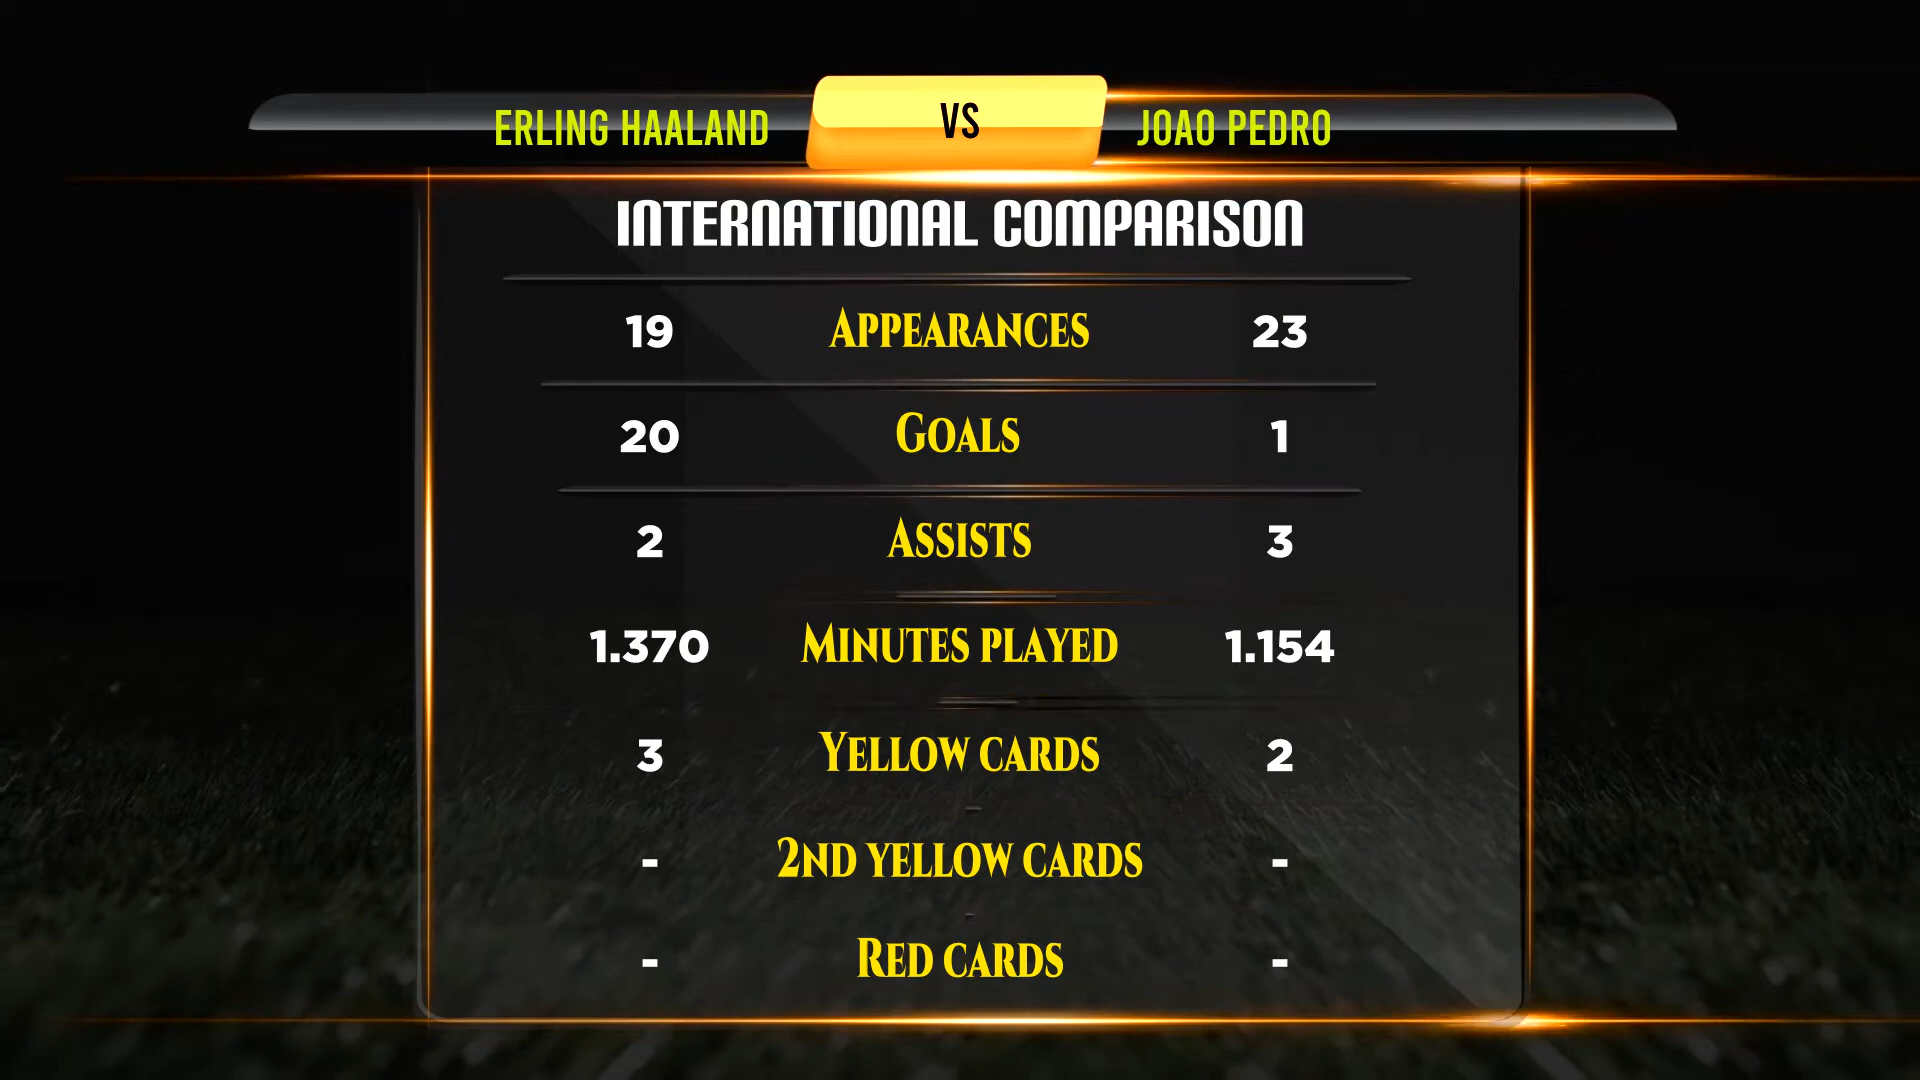 ERLING HAALAND VS JOAO PEDRO
INTERNATIONAL COMPARISON
19 APPEARANCES 23
20 GOALS 1
2 ASSISTS 3
1.370 MINUTES PLAYED 1.154
3 YELLOW CARDS 2
- 2ND YELLOW CARDS -
- RED CARDS -